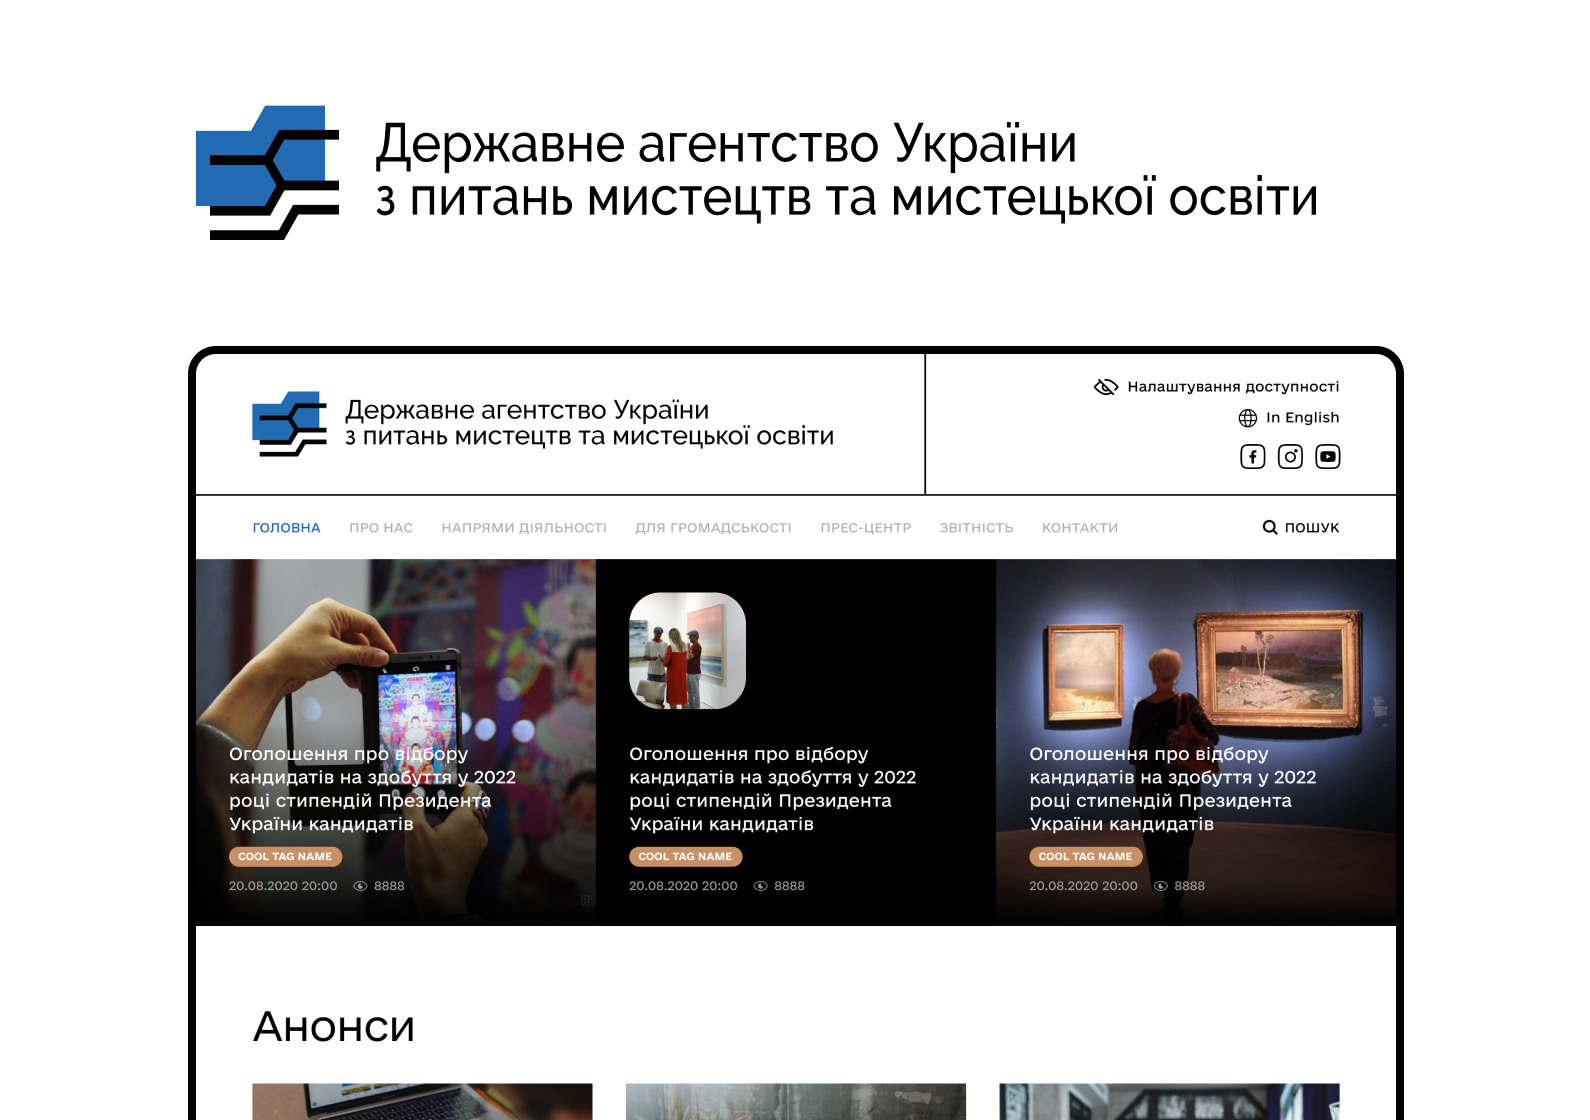 Державне агентство України
з питань мистецтв та мистецької освіти
Державне агентство України
з питань мистецтв та мистецької освіти
Налаштування доступності
In English
ГОЛОВНА ПРО НАС НАПРЯМИ ДІЯЛЬНОСТІ ДЛЯ ГРОМАДСЬКОСТІ ПРЕС-ЦЕНТР ЗВІТНІСТЬ КОНТАКТИ ПОШУК
Оголошення про відбору
кандидатів на здобуття у 2022
році стипендій Президента
України кандидатів
COOL TAG NAME
20.08.2020 20:00 8888
Оголошення про відбору
кандидатів на здобуття у 2022
році стипендій Президента
України кандидатів
COOL TAG NAME
20.08.2020 20:00 8888
Оголошення про відбору
кандидатів на здобуття у 2022
році стипендій Президента
України кандидатів
COOL TAG NAME
20.08.2020 20:00 8888
Анонси